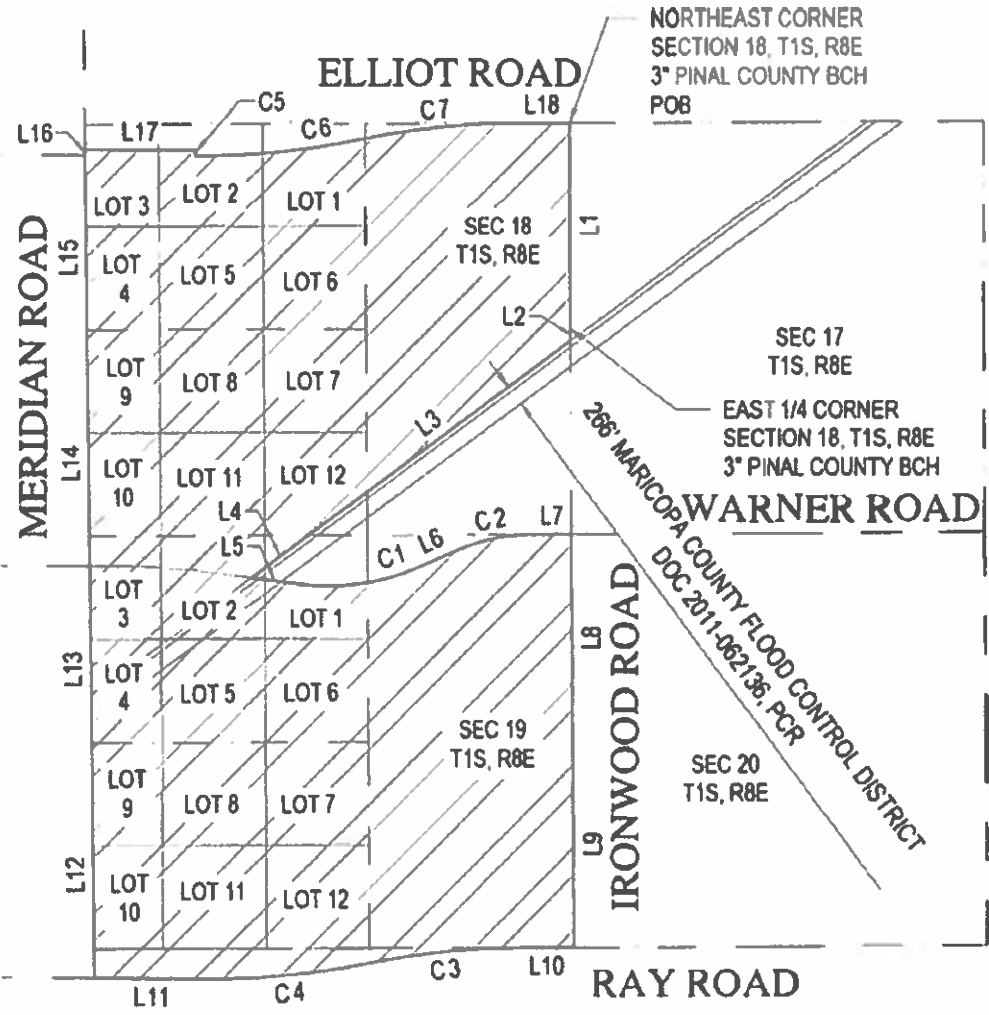 NORTHEAST CORNER
SECTION 18, T1S, R8E
3" PINAL COUNTY BCH
POB
ELLIOT ROAD
C5
L16
L17
C6
C7
L18
LOT 3
LOT 2
LOT 1
SEC 18
T1S, R8E
L1
MERIDIAN ROAD
L15
LOT
4
LOT 5
LOT 6
L2
SEC 17
T1S, R8E
LOT
9
LOT 8
LOT 7
EAST 1/4 CORNER
SECTION 18, T1S, R8E
3" PINAL COUNTY BCH
L3
266' MARICOPA COUNTY FLOOD CONTROL DISTRICT
DOC 2011-062136, PCR
L14
LOT
10
LOT 11
LOT 12
L4
L5
C1
L6
C2
L7
WARNER ROAD
LOT
3
LOT 2
LOT 1
L8
IRONWOOD ROAD
L13
LOT
4
LOT 5
LOT 6
SEC 19
T1S, R8E
SEC 20
T1S, R8E
LOT
9
LOT 8
LOT 7
L9
L12
LOT
10
LOT 11
LOT 12
L11
C4
C3
L10
RAY ROAD